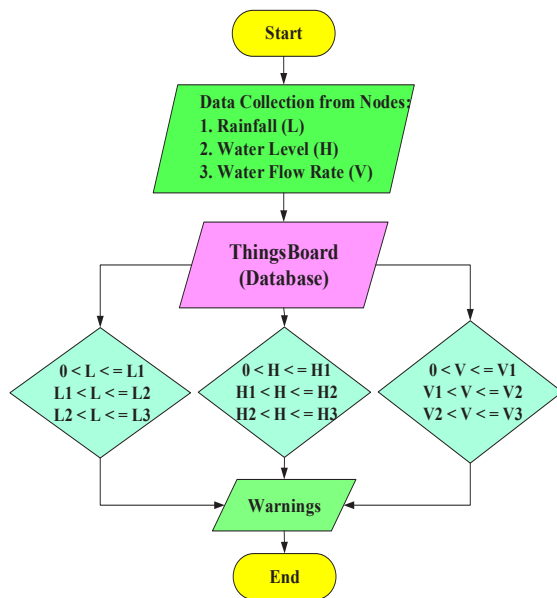 Start
Data Collection from Nodes:
1. Rainfall (L)
2. Water Level (H)
3. Water Flow Rate (V)
ThingsBoard
(Database)
0 < L <= L1
L1 < L <= L2
L2 < L <= L3
0 < H <= H1
H1 < H <= H2
H2 < H <= H3
0 < V <= V1
V1 < V <= V2
V2 < V <= V3
Warnings
End